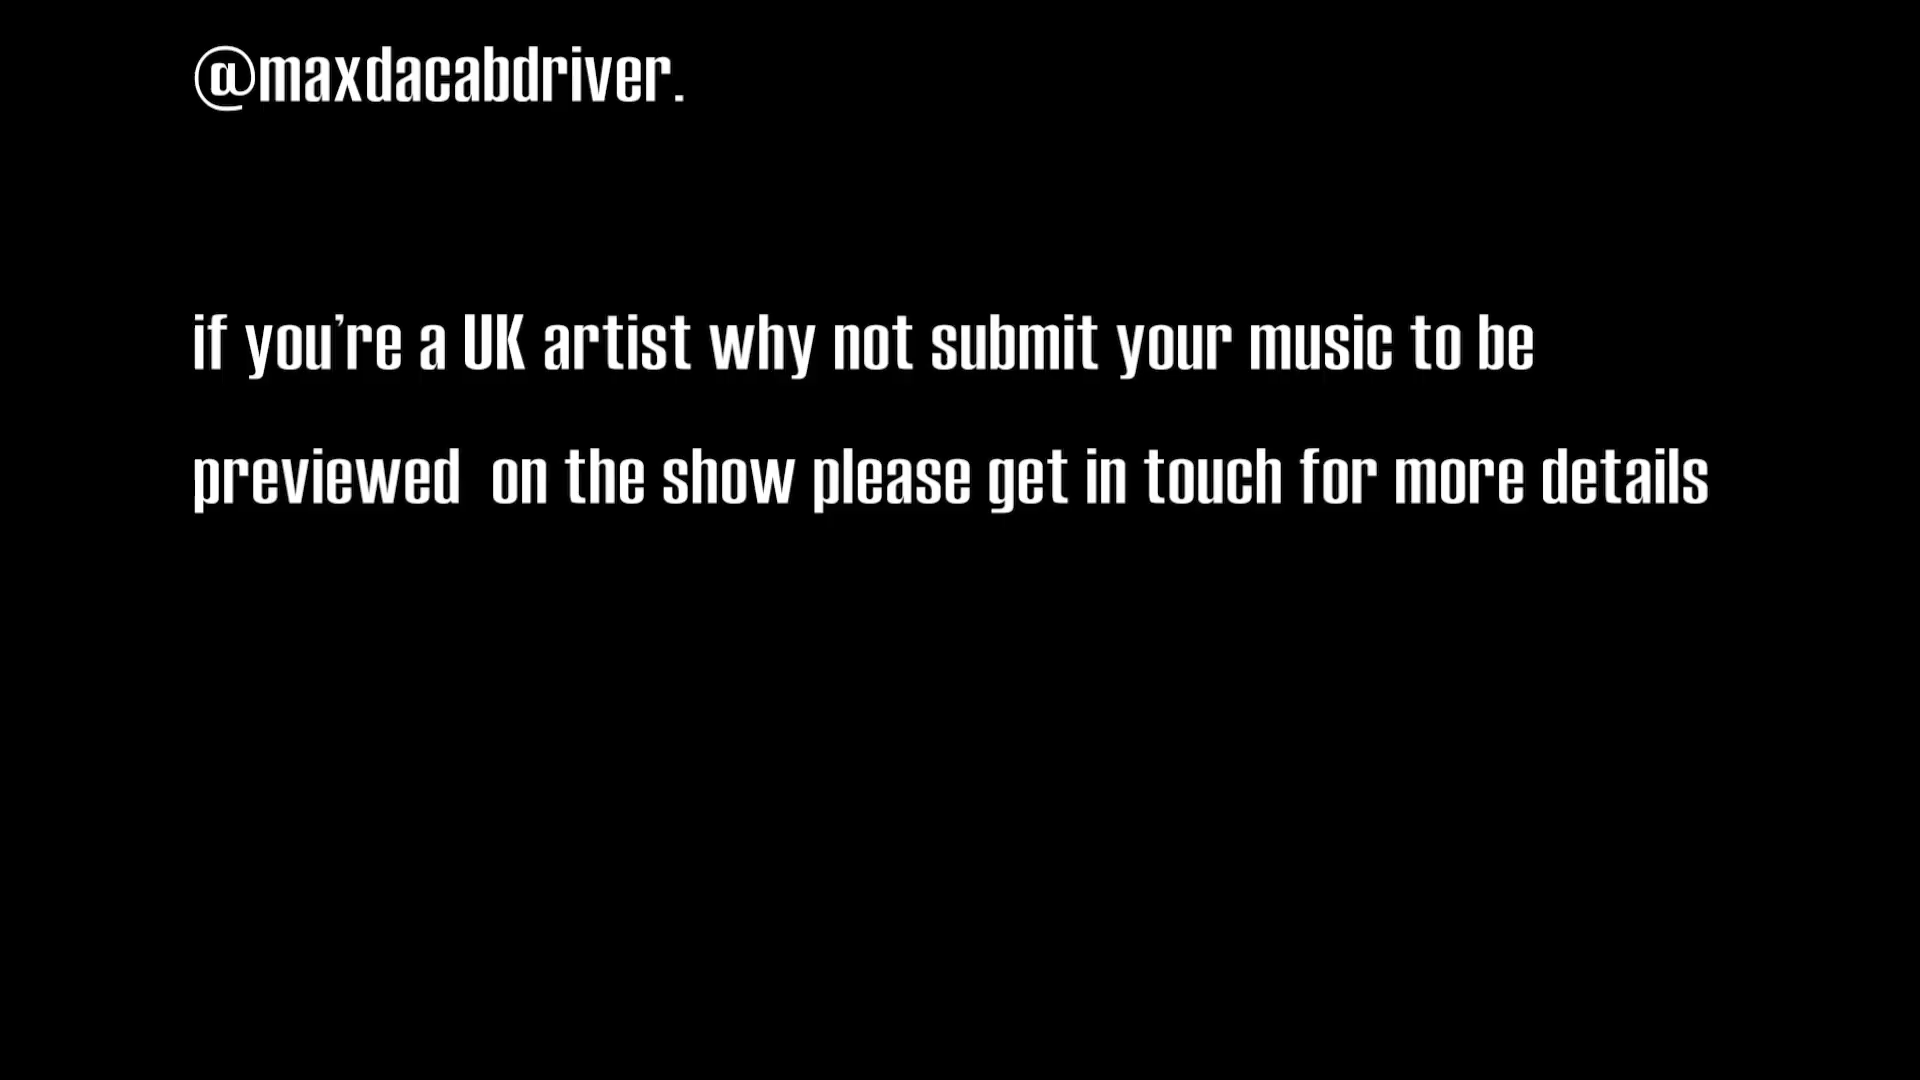 @maxdacabdriver.
if you’re a UK artist why not submit your music to be
previewed  on the show please get in touch for more details